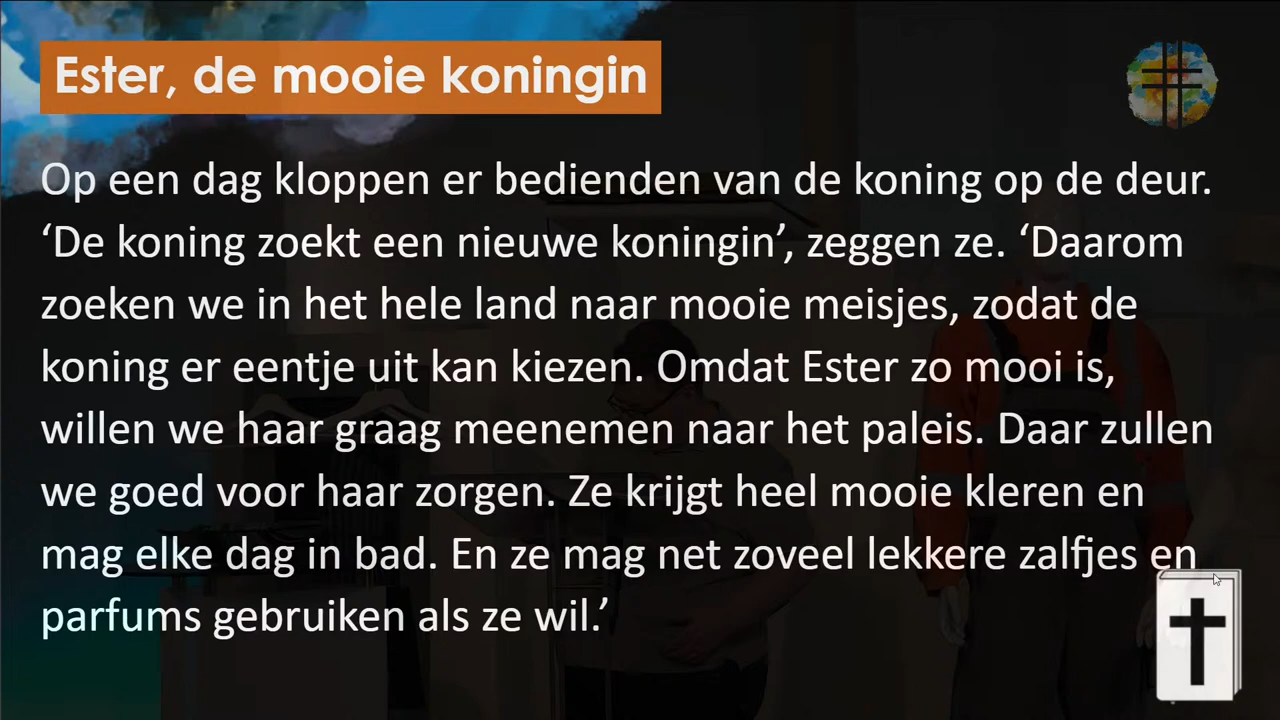 Ester, de mooie koningin
Op een dag kloppen er bedienden van de koning op de deur.
‘De koning zoekt een nieuwe koningin’, zeggen ze. ‘Daarom
zoeken we in het hele land naar mooie meisjes, zodat de
koning er eentje uit kan kiezen. Omdat Ester zo mooi is,
willen we haar graag meenemen naar het paleis. Daar zullen
we goed voor haar zorgen. Ze krijgt heel mooie kleren en
mag elke dag in bad. En ze mag net zoveel lekkere zalfjes en
parfums gebruiken als ze wil.’